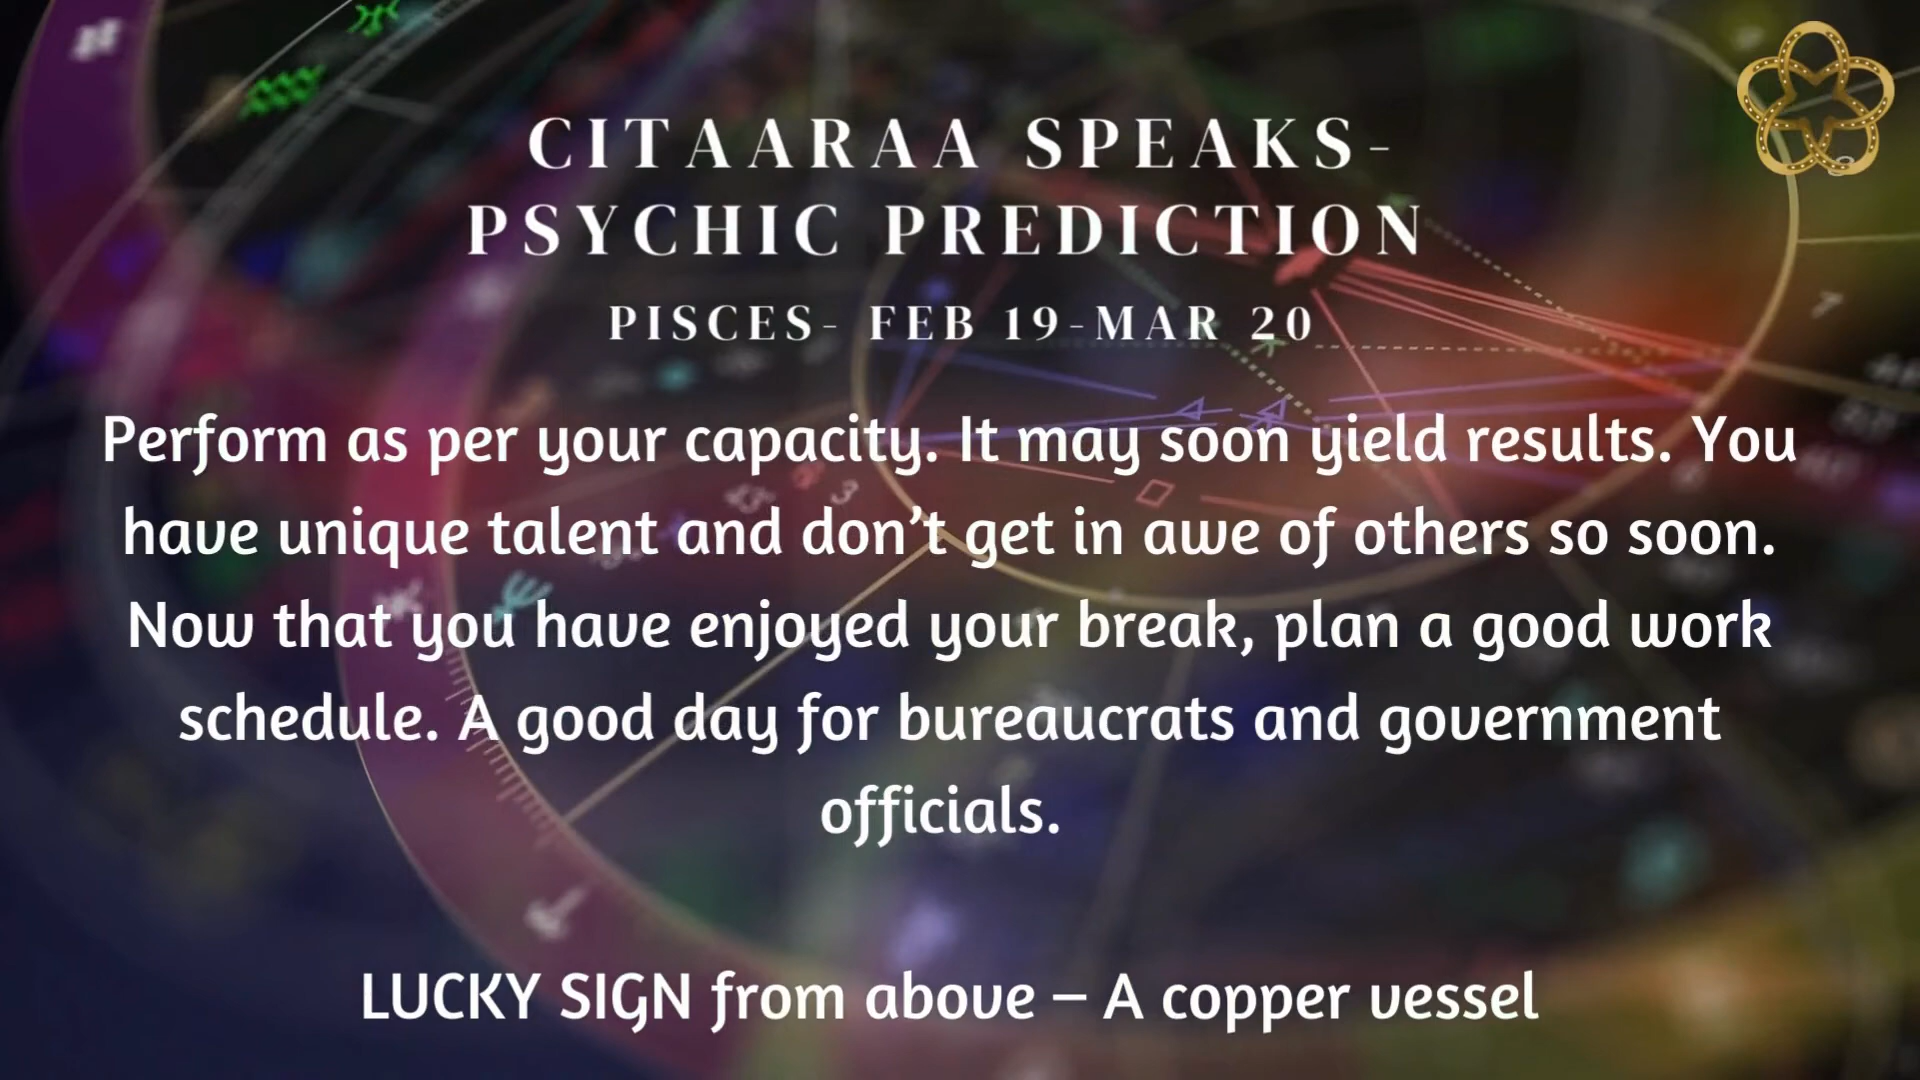 CITAARAA SPEAKS-
PSYCHIC PREDICTION
PISCES- FEB 19-MAR 20
Perform as per your capacity. It may soon yield results. You
have unique talent and don’t get in awe of others so soon.
Now that you have enjoyed your break, plan a good work
schedule. A good day for bureaucrats and government
officials.
LUCKY SIGN from above – A copper vessel